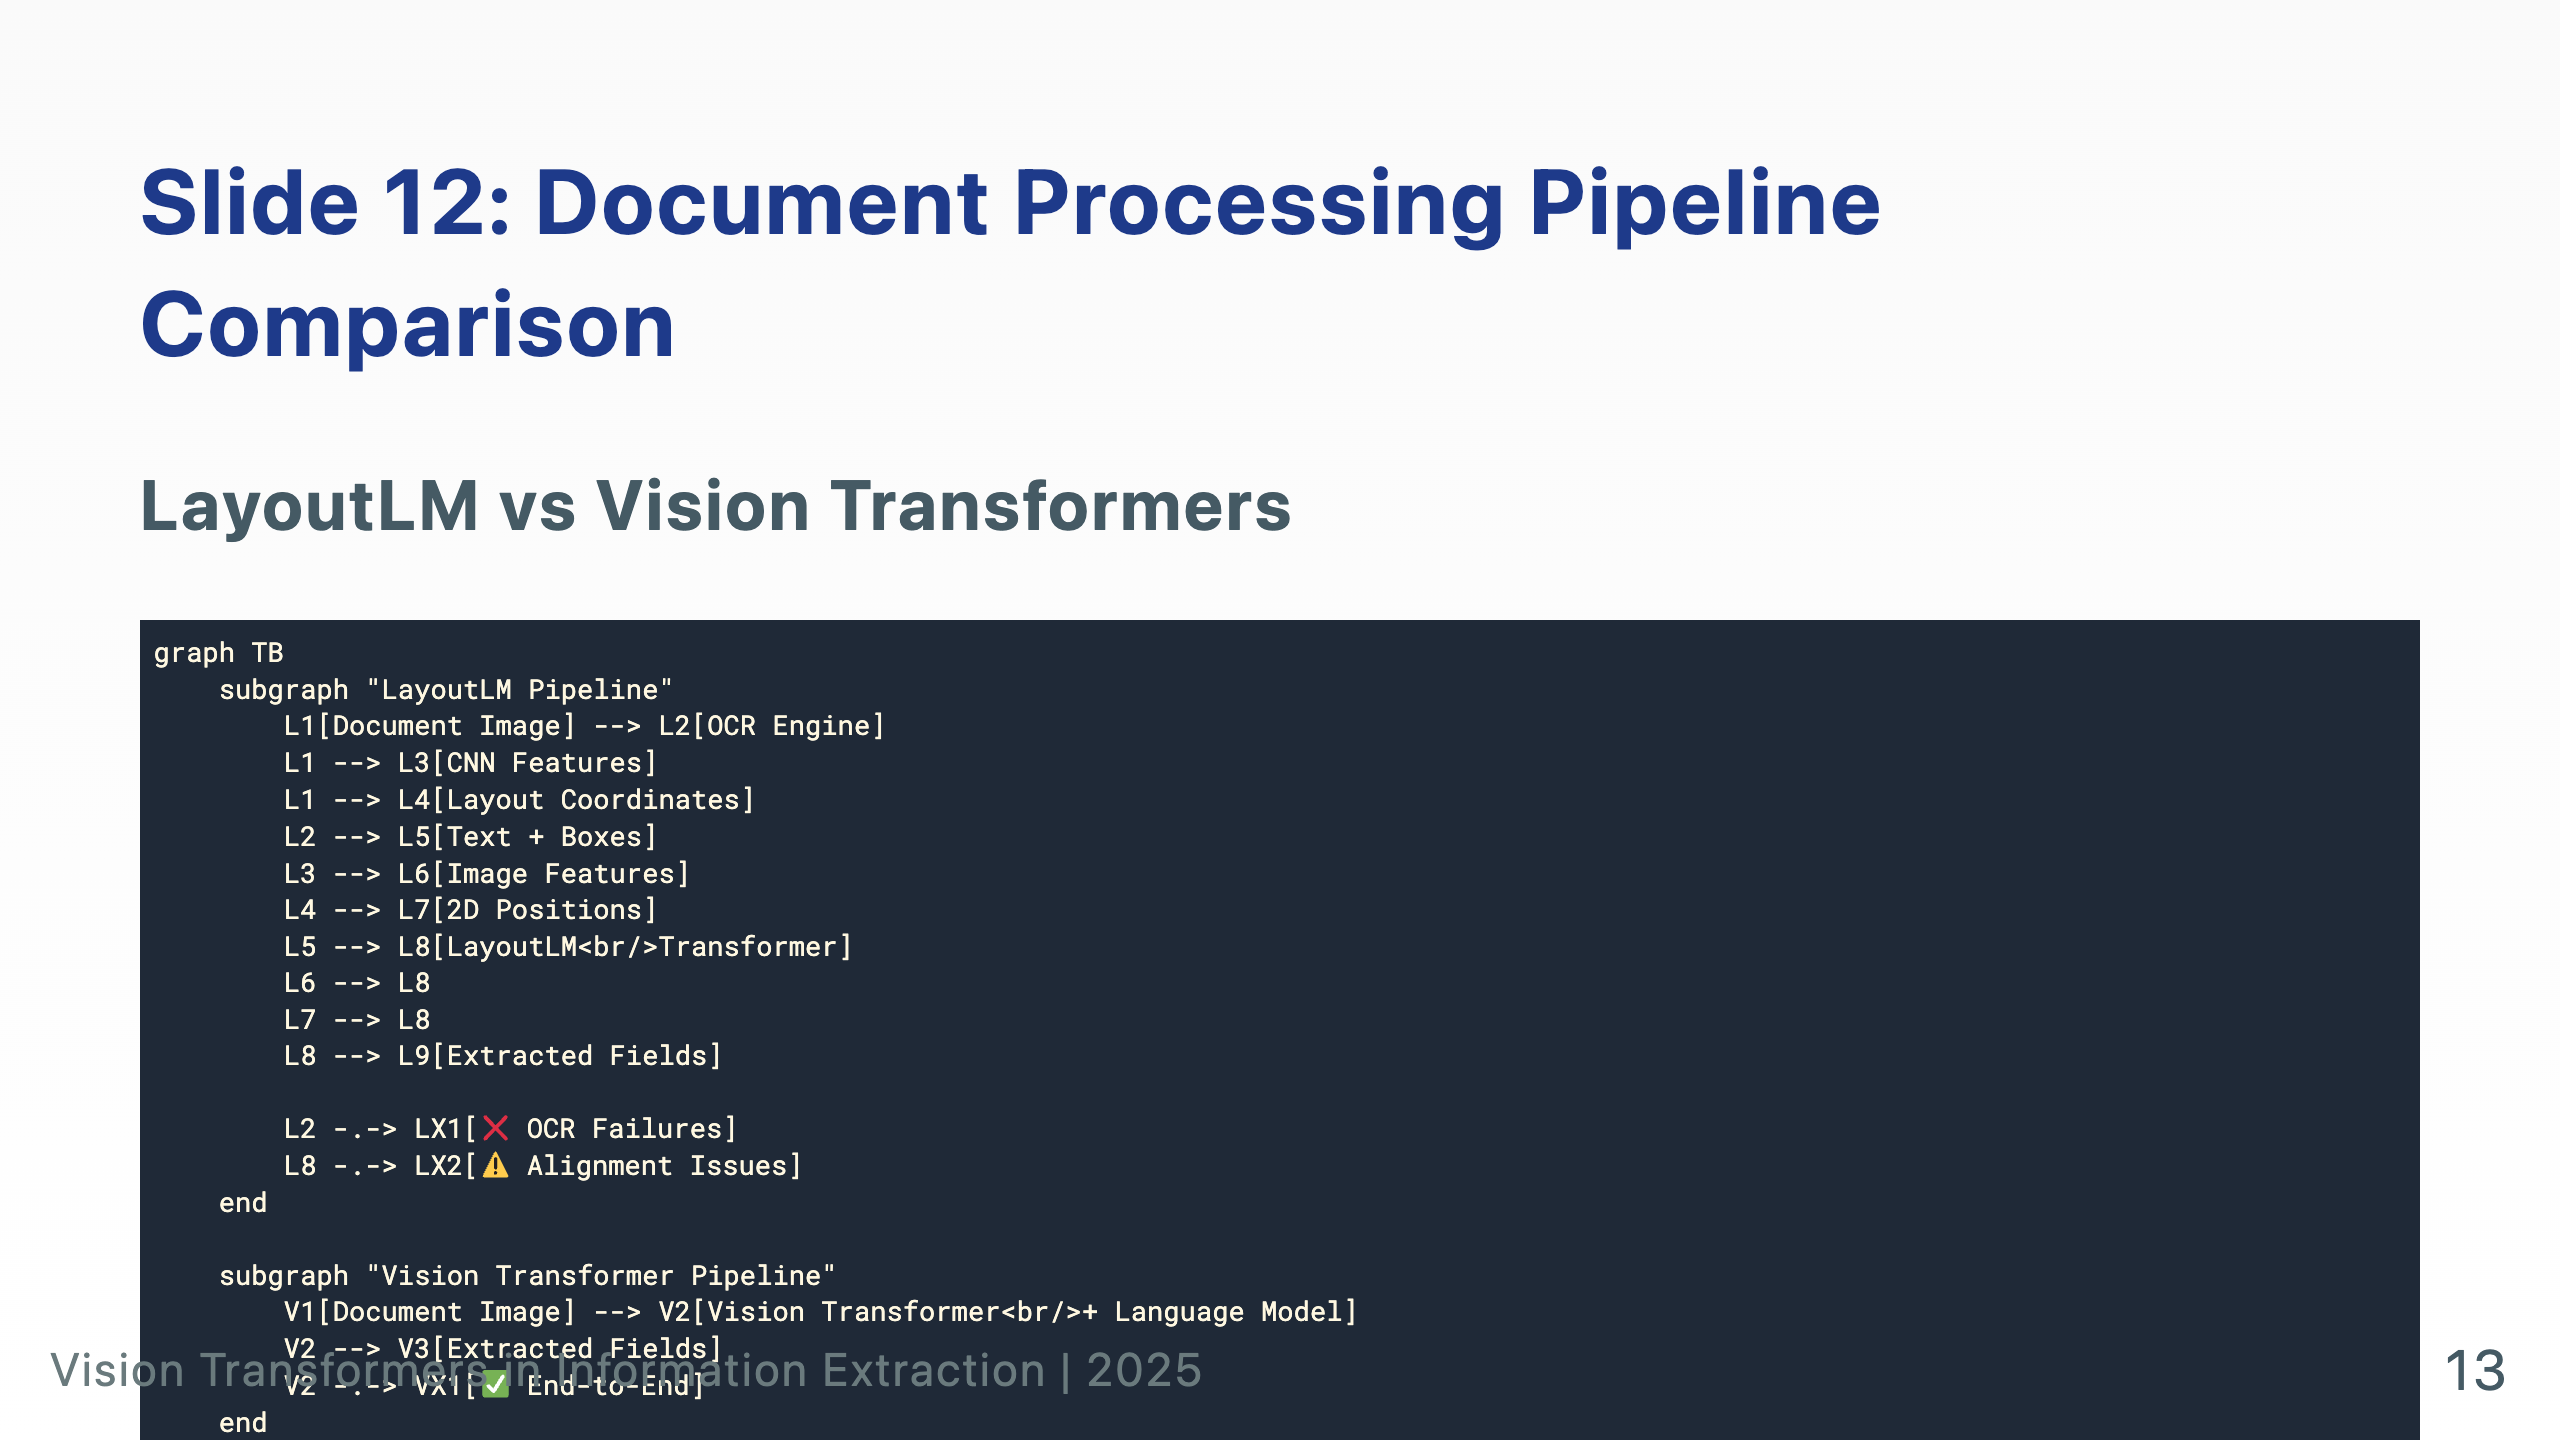 Slide 12: Document Processing Pipeline
Comparison
LayoutLM vs Vision Transformers
graph TB
    subgraph "LayoutLM Pipeline"
        L1[Document Image] --> L2[OCR Engine]
        L1 --> L3[CNN Features]
        L1 --> L4[Layout Coordinates]
        L2 --> L5[Text + Boxes]
        L3 --> L6[Image Features]
        L4 --> L7[2D Positions]
        L5 --> L8[LayoutLM<br/>Transformer]
        L6 --> L8
        L7 --> L8
        L8 --> L9[Extracted Fields]
        L2 -.-> LX1[❌ OCR Failures]
        L8 -.-> LX2[⚠️ Alignment Issues]
    end
    subgraph "Vision Transformer Pipeline"
        V1[Document Image] --> V2[Vision Transformer<br/>+ Language Model]
        V2 --> V3[Extracted Fields]
        V2 -.-> VX1[✅ End-to-End]
    end
Vision Transformers in Information Extraction | 2025
13